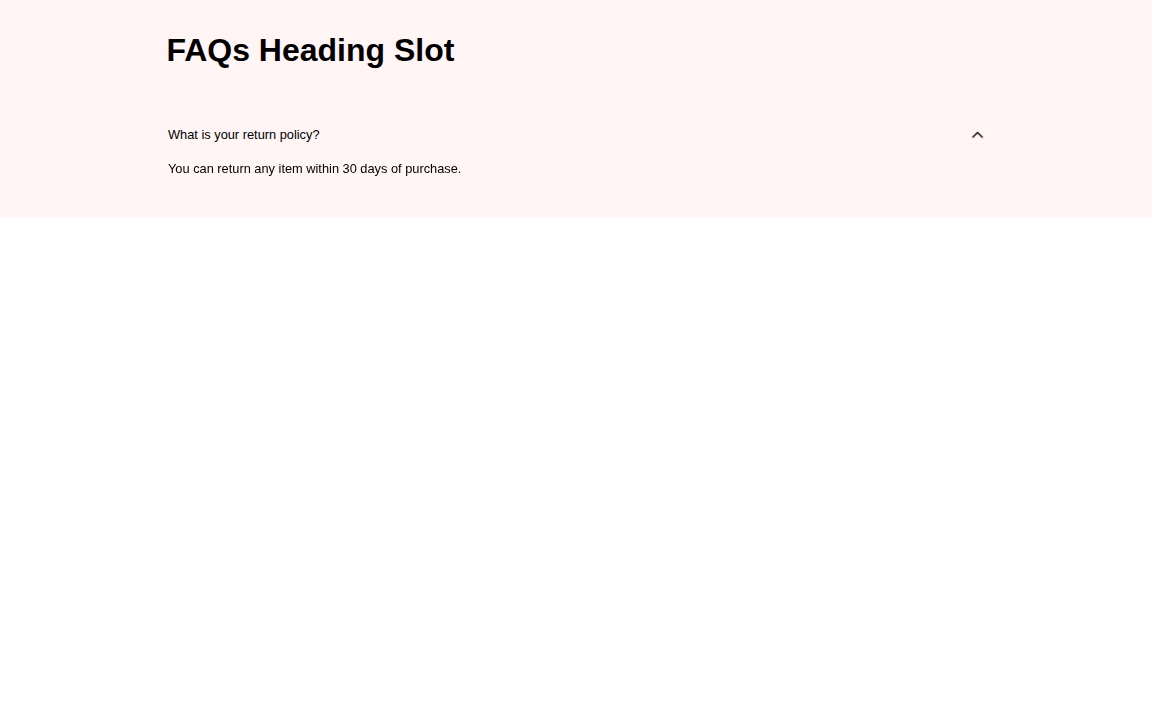 FAQs Heading Slot
What is your return policy?
You can return any item within 30 days of purchase.